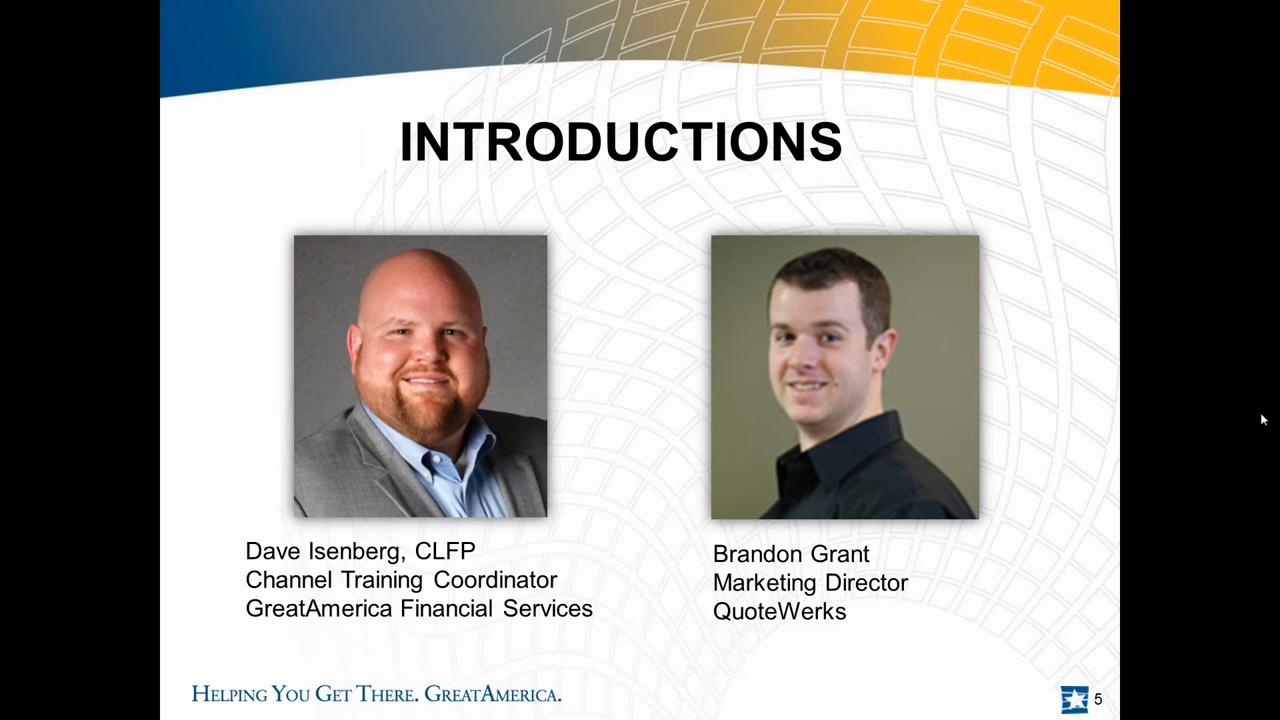 INTRODUCTIONS
Dave Isenberg, CLFP
Channel Training Coordinator
GreatAmerica Financial Services
Brandon Grant
Marketing Director
QuoteWerks
HELPING YOU GET THERE. GREATAMERICA.
5